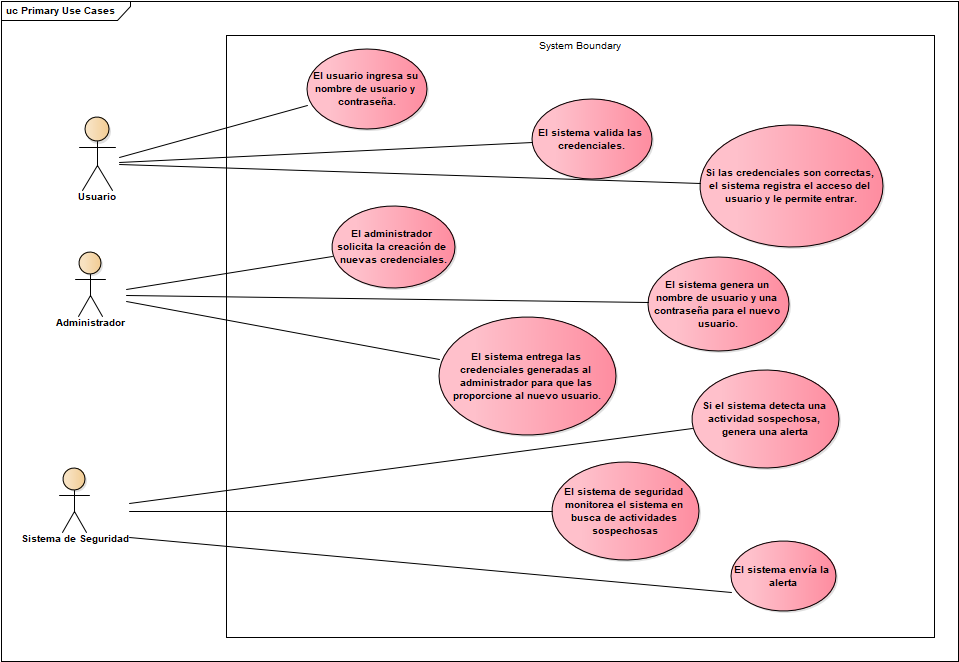 uc Primary Use Cases
System Boundary
El usuario ingresa su
nombre de usuario y
contraseña.
El sistema valida las
credenciales.
Si las credenciales son correctas,
el sistema registra el acceso del
usuario y le permite entrar.
Usuario
El administrador
solicita la creación de
nuevas credenciales.
El sistema genera un
nombre de usuario y una
contraseña para el nuevo
usuario.
Administrador
El sistema entrega las
credenciales generadas al
administrador para que las
proporcione al nuevo usuario.
Si el sistema detecta una
actividad sospechosa,
genera una alerta
El sistema de seguridad
monitorea el sistema en
busca de actividades
sospechosas
Sistema de Seguridad
El sistema envía la
alerta